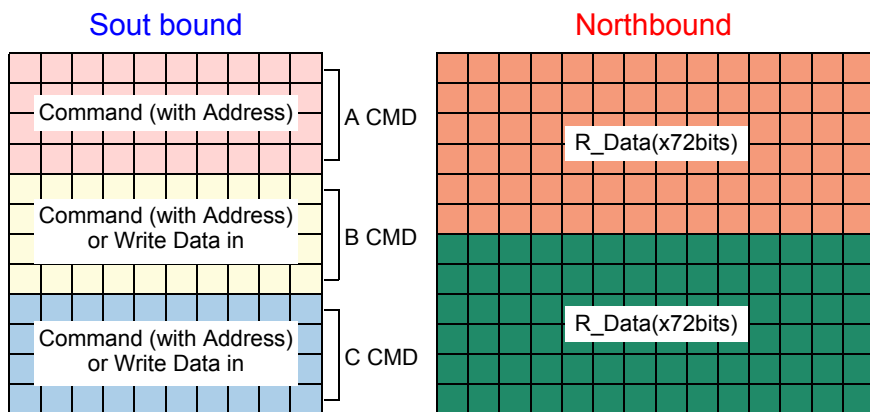 Sout bound
Northbound
Command (with Address)
A CMD
Command (with Address)
or Write Data in
B CMD
Command (with Address)
or Write Data in
C CMD
R_Data(x72bits)
R_Data(x72bits)